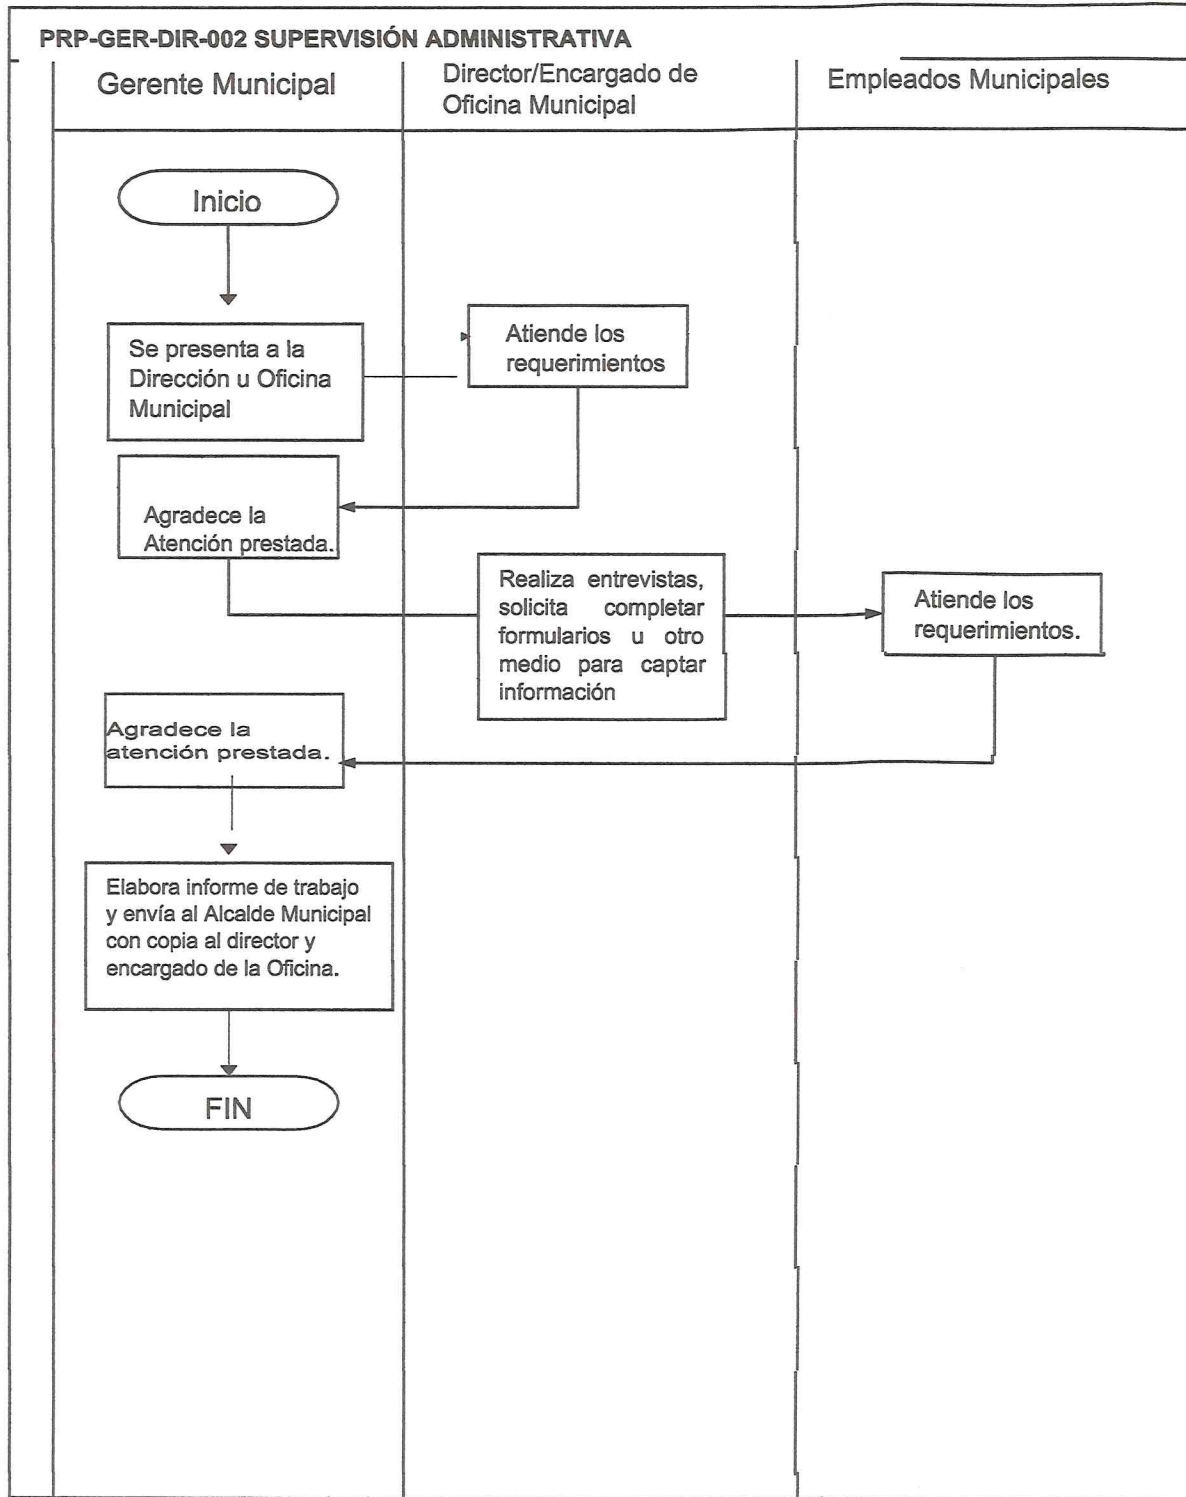 PRP-GER-DIR-002 SUPERVISIÓN ADMINISTRATIVA
Gerente Municipal
Director/Encargado de
Oficina Municipal
Empleados Municipales
Inicio
Se presenta a la
Dirección u Oficina
Municipal
Atiende los
requerimientos
Agradece la
Atención prestada.
Realiza entrevistas,
solicita completar
formularios u otro
medio para captar
información
Atiende los
requerimientos.
Agradece la
atención prestada.
Elabora informe de trabajo
y envía al Alcalde Municipal
con copia al director y
encargado de la Oficina.
FIN